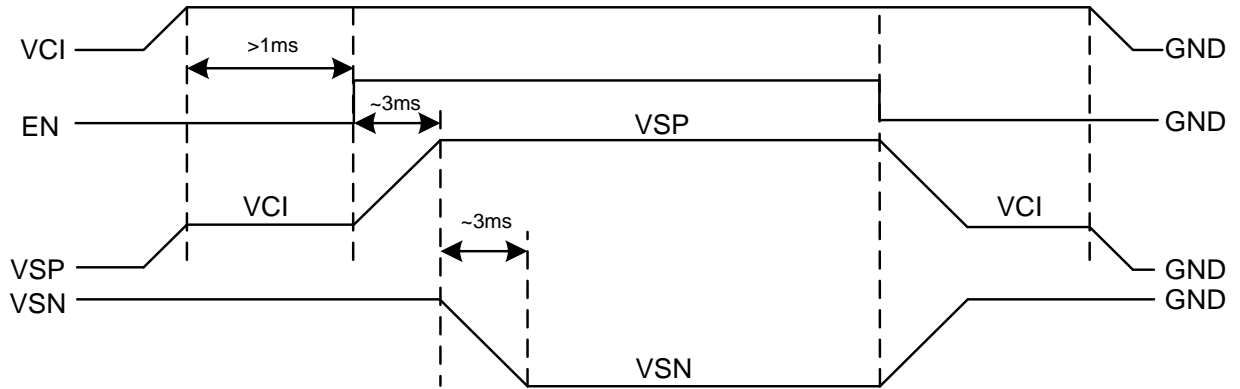 VCI
>1ms
GND
EN
~3ms
VSP
GND
VCI
~3ms
VCI
VSP
GND
VSN
GND
VSN